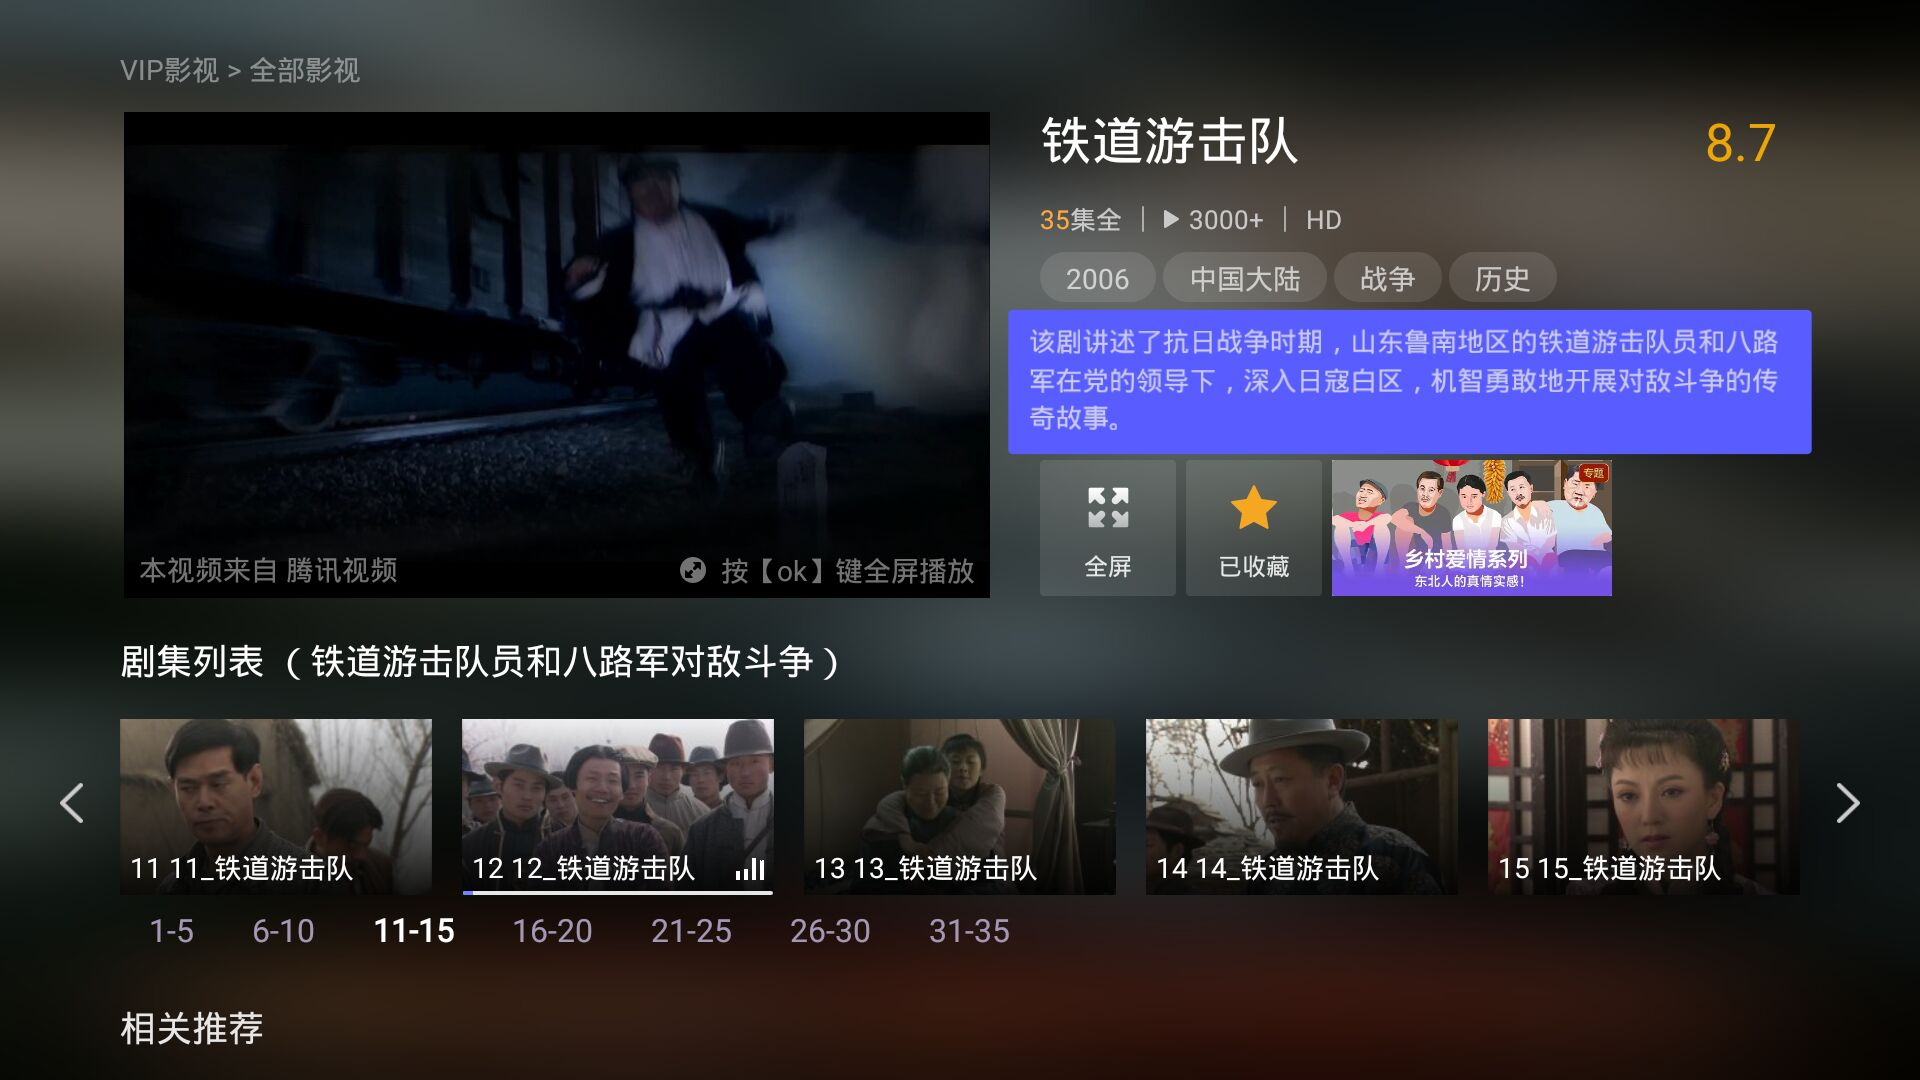 VIP影视 > 全部影视
铁道游击队
8.7
35集全 | 3000+ | HD
2006 中国大陆 战争 历史
该剧讲述了抗日战争时期，山东鲁南地区的铁道游击队员和八路
军在党的领导下，深入日寇白区，机智勇敢地开展对敌斗争的传
奇故事。
本视频来自 腾讯视频
按【ok】键全屏播放
全屏
已收藏
专题
乡村爱情系列
东北人的真情实感！
剧集列表（铁道游击队员和八路军对敌斗争）
11 11_铁道游击队
12 12_铁道游击队
13 13_铁道游击队
14 14_铁道游击队
15 15_铁道游击队
1-5 6-10 11-15 16-20 21-25 26-30 31-35
相关推荐